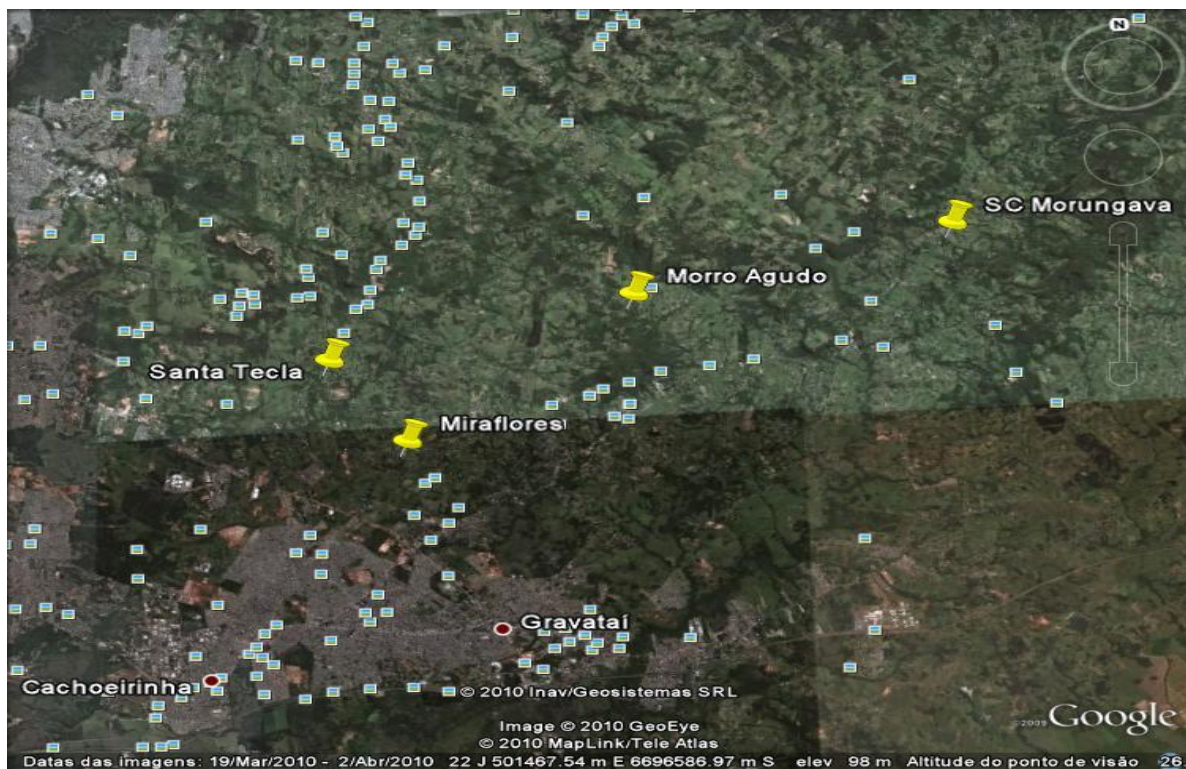 N
SC Morungava
Morro Agudo
Santa Tecla
Miraflores
Gravataí
Cachoeirinha
© 2010 Inav/Geosistemas SRL
Image © 2010 GeoEye
© 2010 MapLink/Tele Atlas
©2009 Google
Datas das imagens: 19/Mar/2010 - 2/Abr/2010 22 J 501467.54 m E 6696586.97 m S elev 98 m Altitude do ponto de visão 26